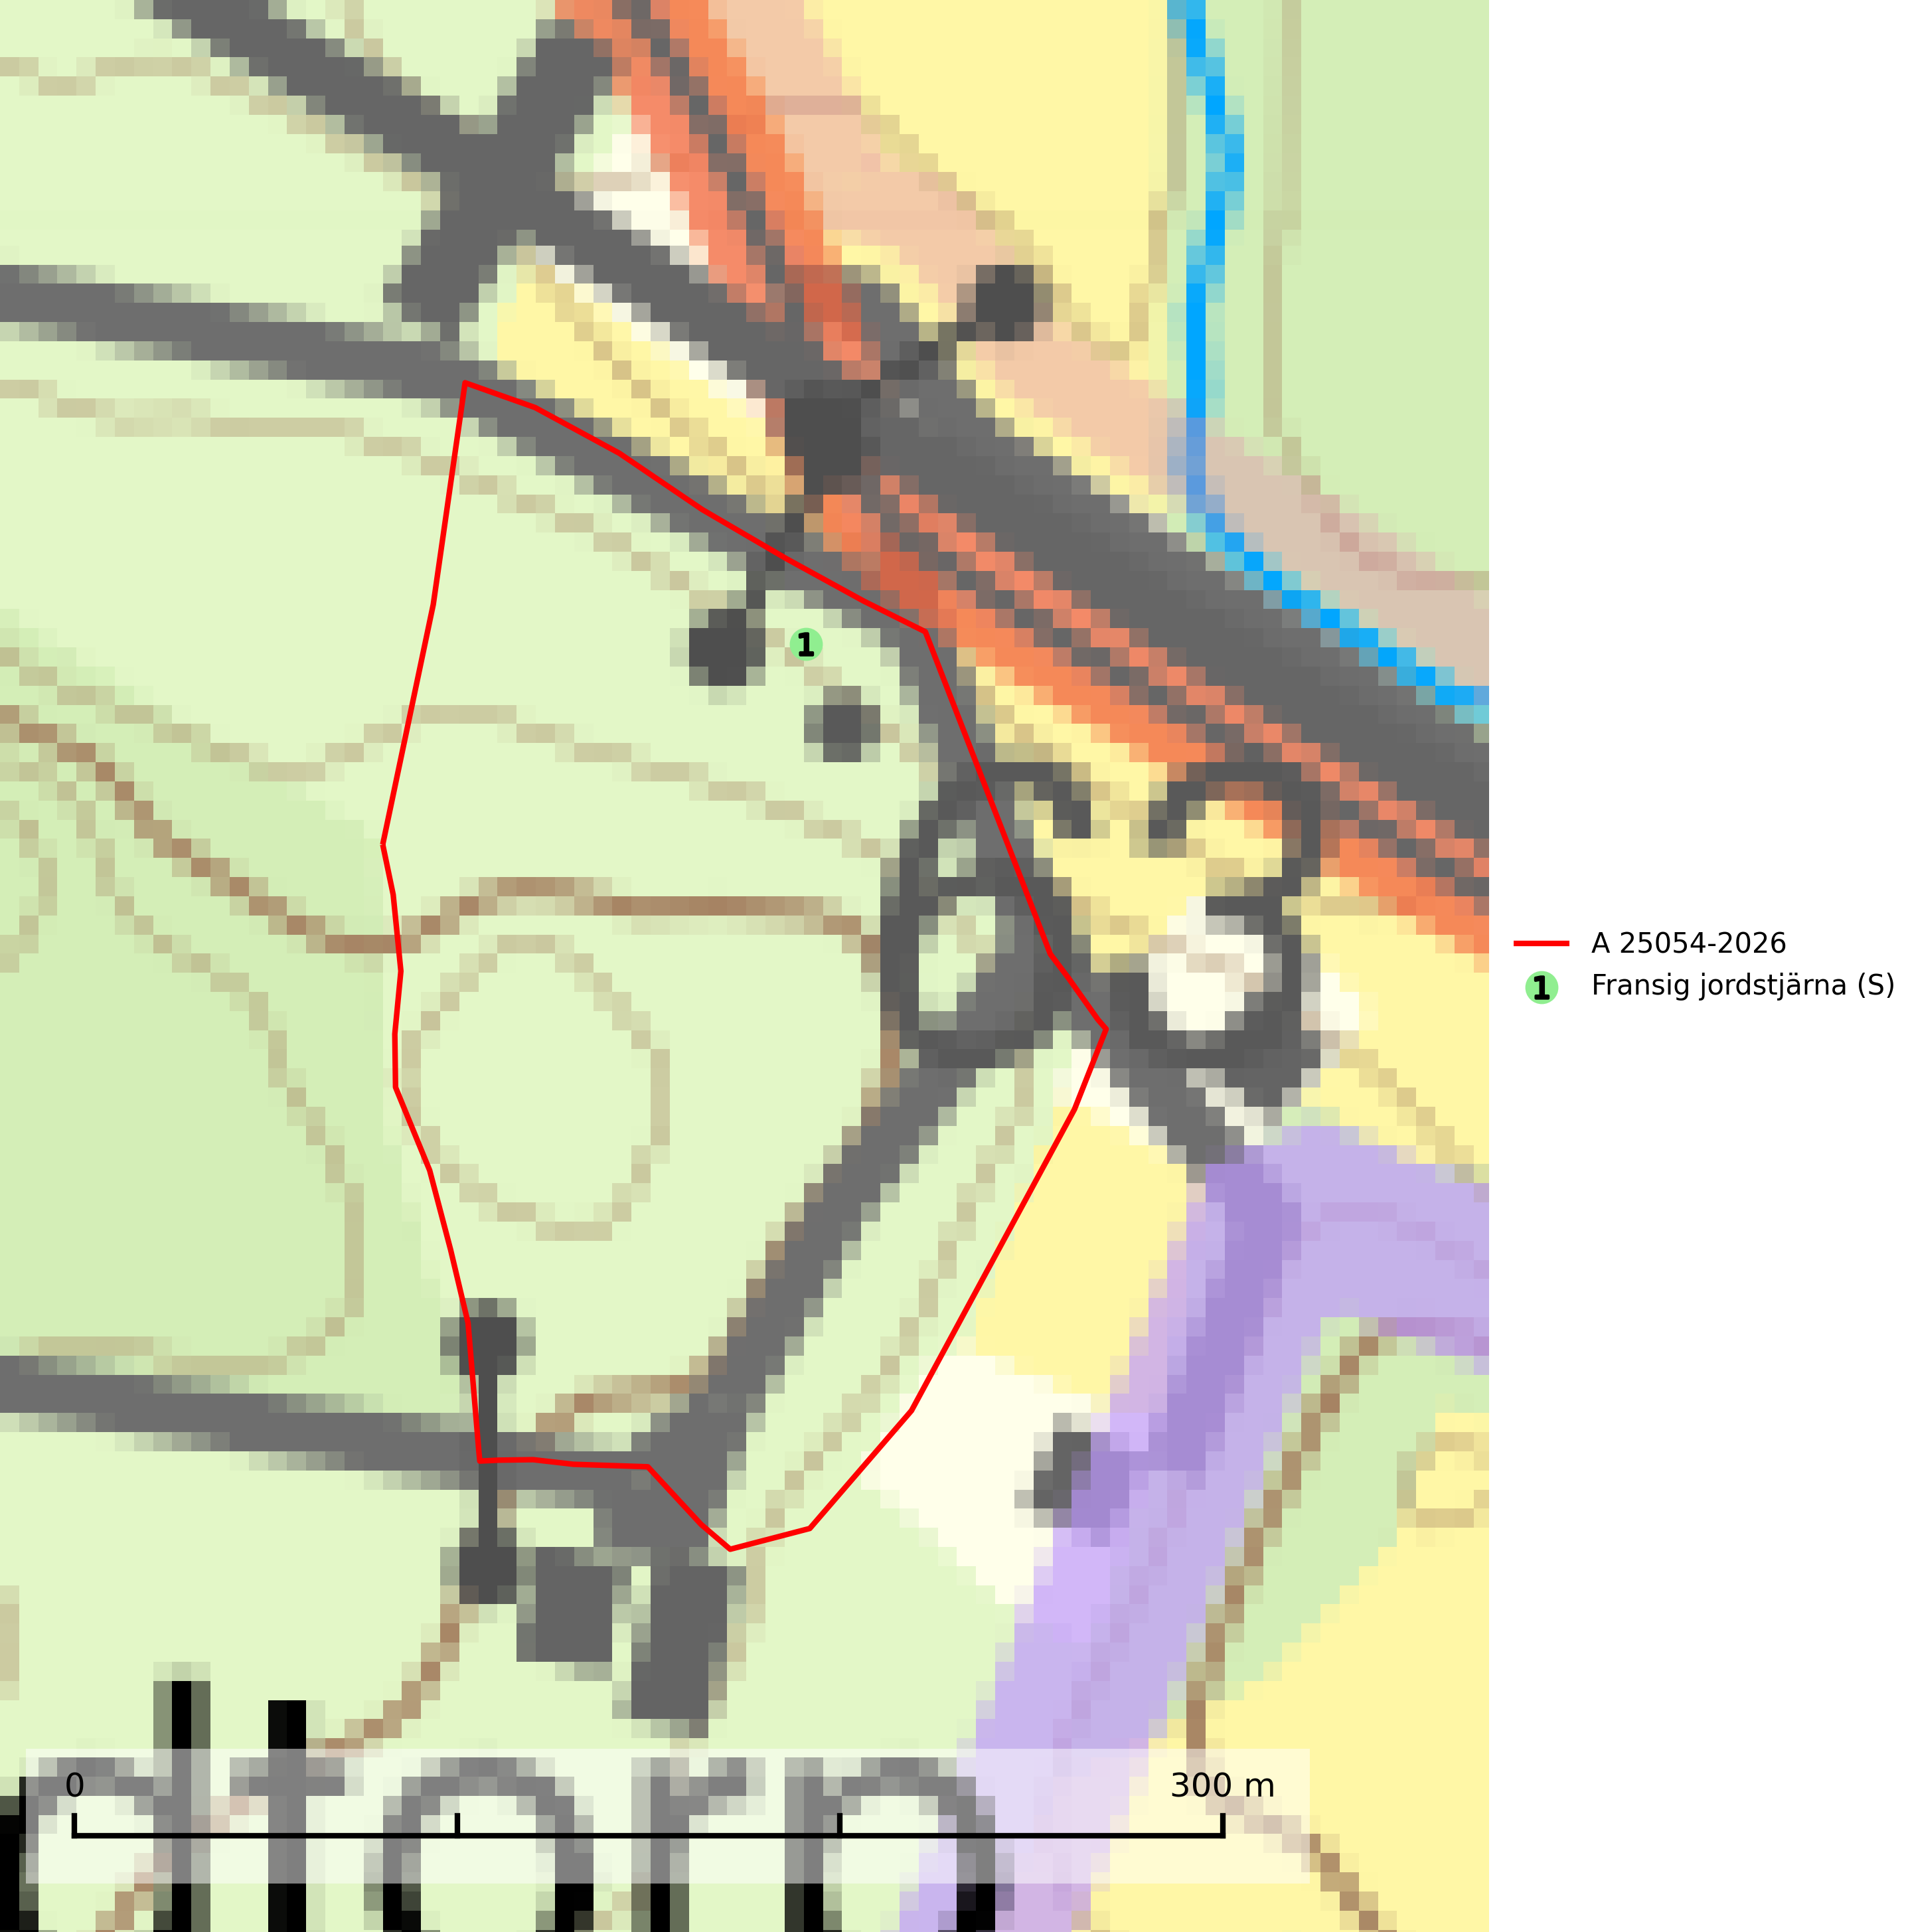 1
A 25054-2026
1 Fransig jordstjärna (S)
0 300 m